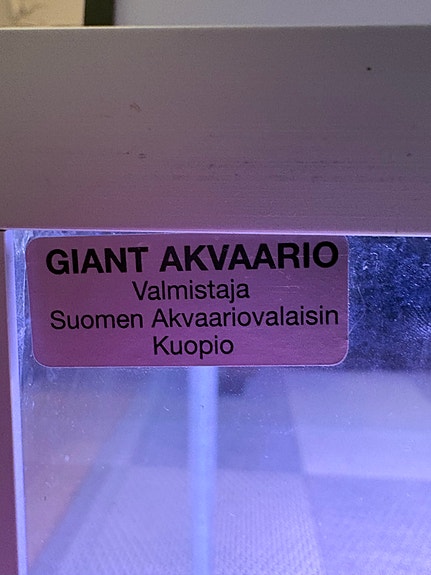 GIANT AKVAARIO
Valmistaja
Suomen Akvaariovalaisin
Kuopio